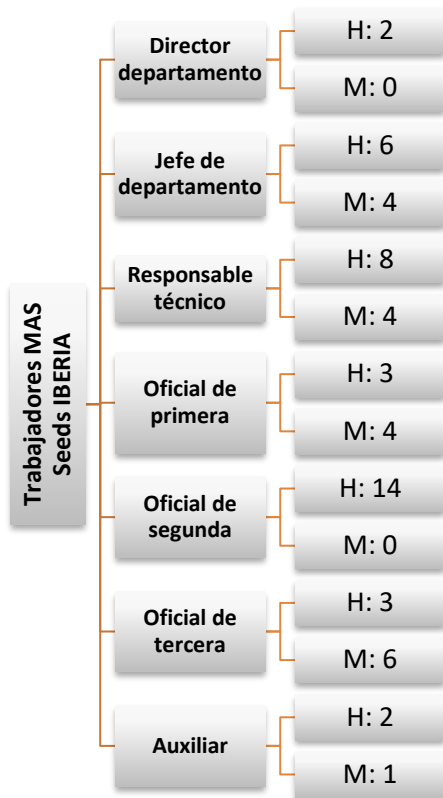 Trabajadores MAS
Seeds IBERIA
Director
departamento
H: 2
M: 0
Jefe de
departamento
H: 6
M: 4
Responsable
técnico
H: 8
M: 4
Oficial de
primera
H: 3
M: 4
Oficial de
segunda
H: 14
M: 0
Oficial de
tercera
H: 3
M: 6
Auxiliar
H: 2
M: 1